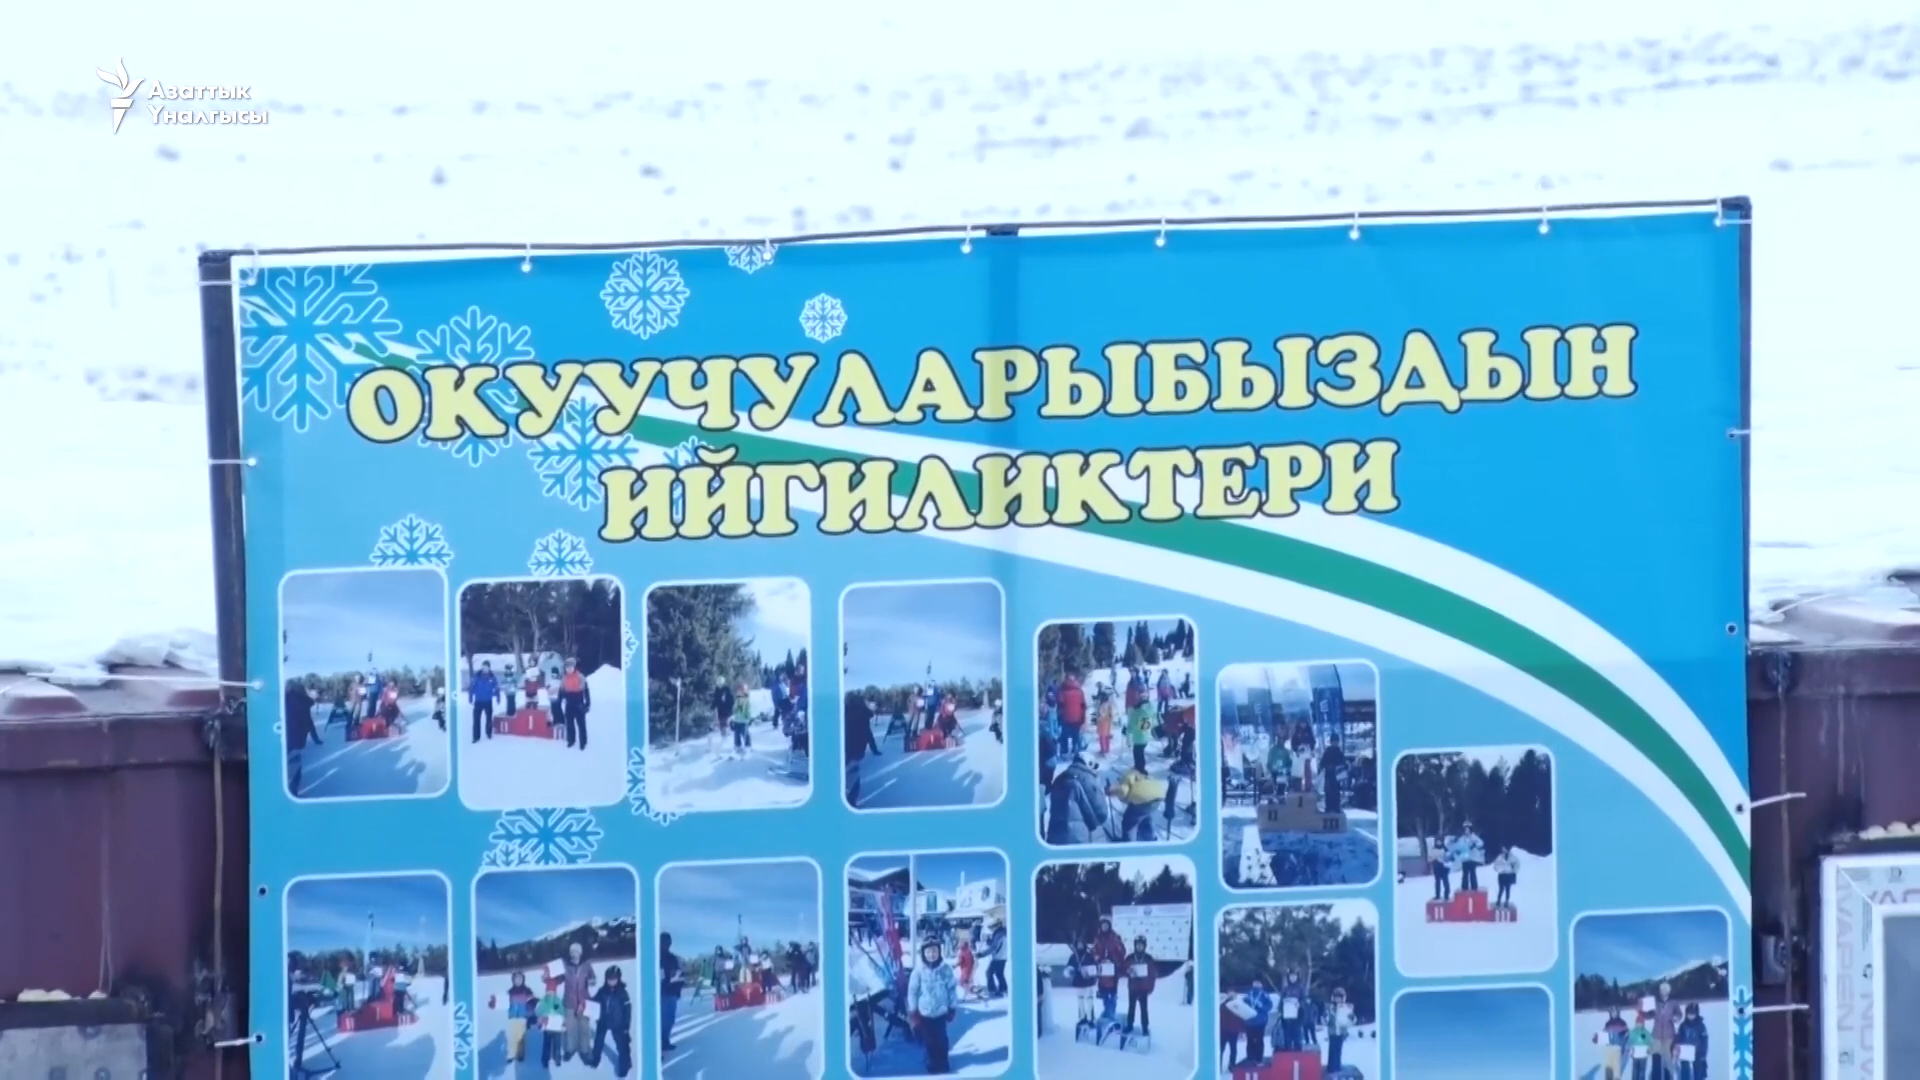 Азаттык
Үналгысы
ОКУУЧУЛАРЫБЫЗДЫН
ИЙГИЛИКТЕРИ